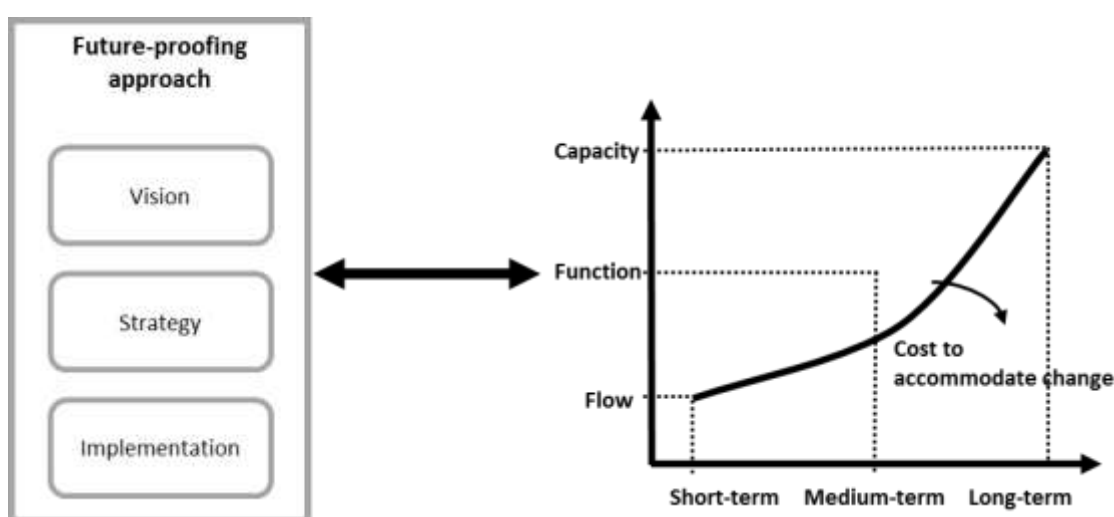 Future-proofing
approach
Vision
Strategy
Implementation
Capacity
Function
Flow
Cost to
accommodate change
Short-term Medium-term Long-term